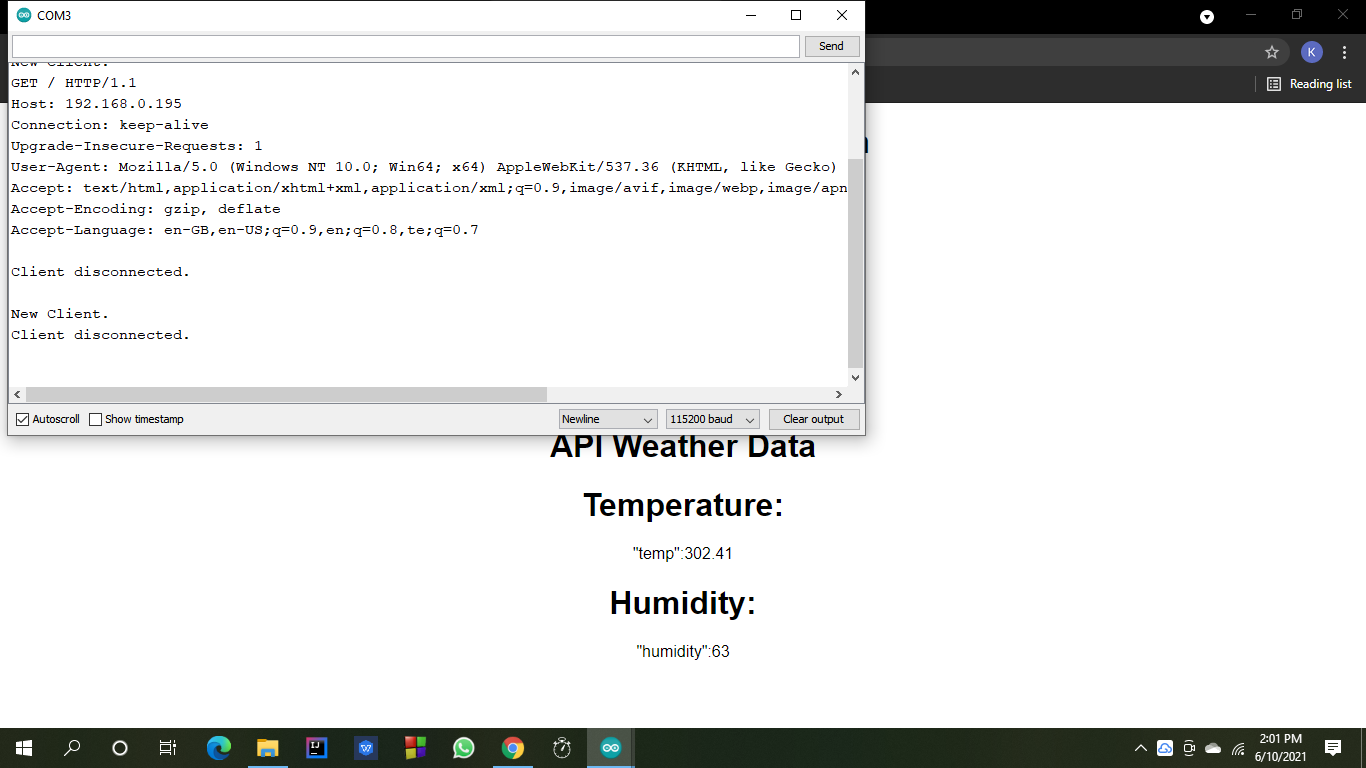 COM3
Send
New Client.
GET / HTTP/1.1
Host: 192.168.0.195
Connection: keep-alive
Upgrade-Insecure-Requests: 1
User-Agent: Mozilla/5.0 (Windows NT 10.0; Win64; x64) AppleWebKit/537.36 (KHTML, like Gecko)
Accept: text/html,application/xhtml+xml,application/xml;q=0.9,image/avif,image/webp,image/apn
Accept-Encoding: gzip, deflate
Accept-Language: en-GB,en-US;q=0.9,en;q=0.8,te;q=0.7
Client disconnected.
New Client.
Client disconnected.
Autoscroll Show timestamp Newline 115200 baud Clear output
K
Reading list
API Weather Data
Temperature:
"temp":302.41
Humidity:
"humidity":63
2:01 PM
6/10/2021